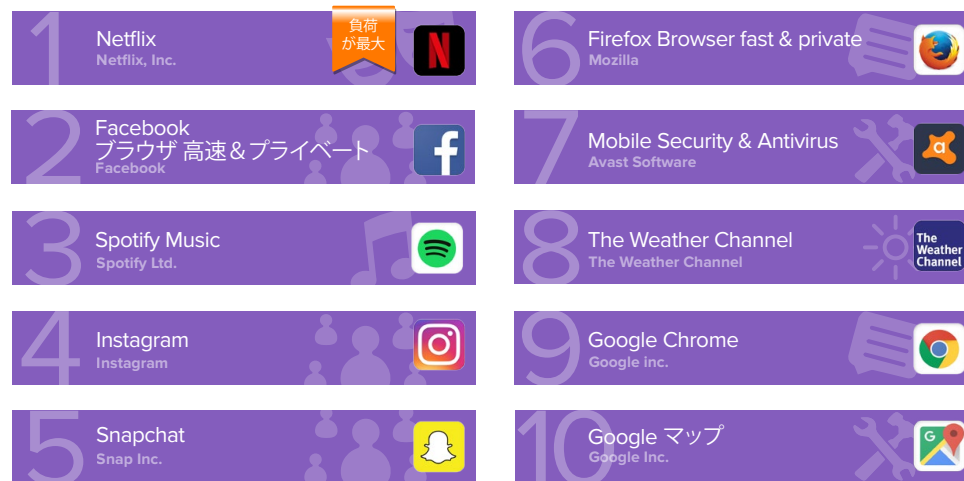 1
Netflix
Netflix, Inc.
負荷
が最大
N
2
Facebook
ブラウザ 高速&プライベート
Facebook
f
3
Spotify Music
Spotify Ltd.
4
Instagram
Instagram
5
Snapchat
Snap Inc.
6
Firefox Browser fast & private
Mozilla
7
Mobile Security & Antivirus
Avast Software
a
8
The Weather Channel
The Weather Channel
The
Weather
Channel
9
Google Chrome
Google inc.
10
Google マップ
Google Inc.
G